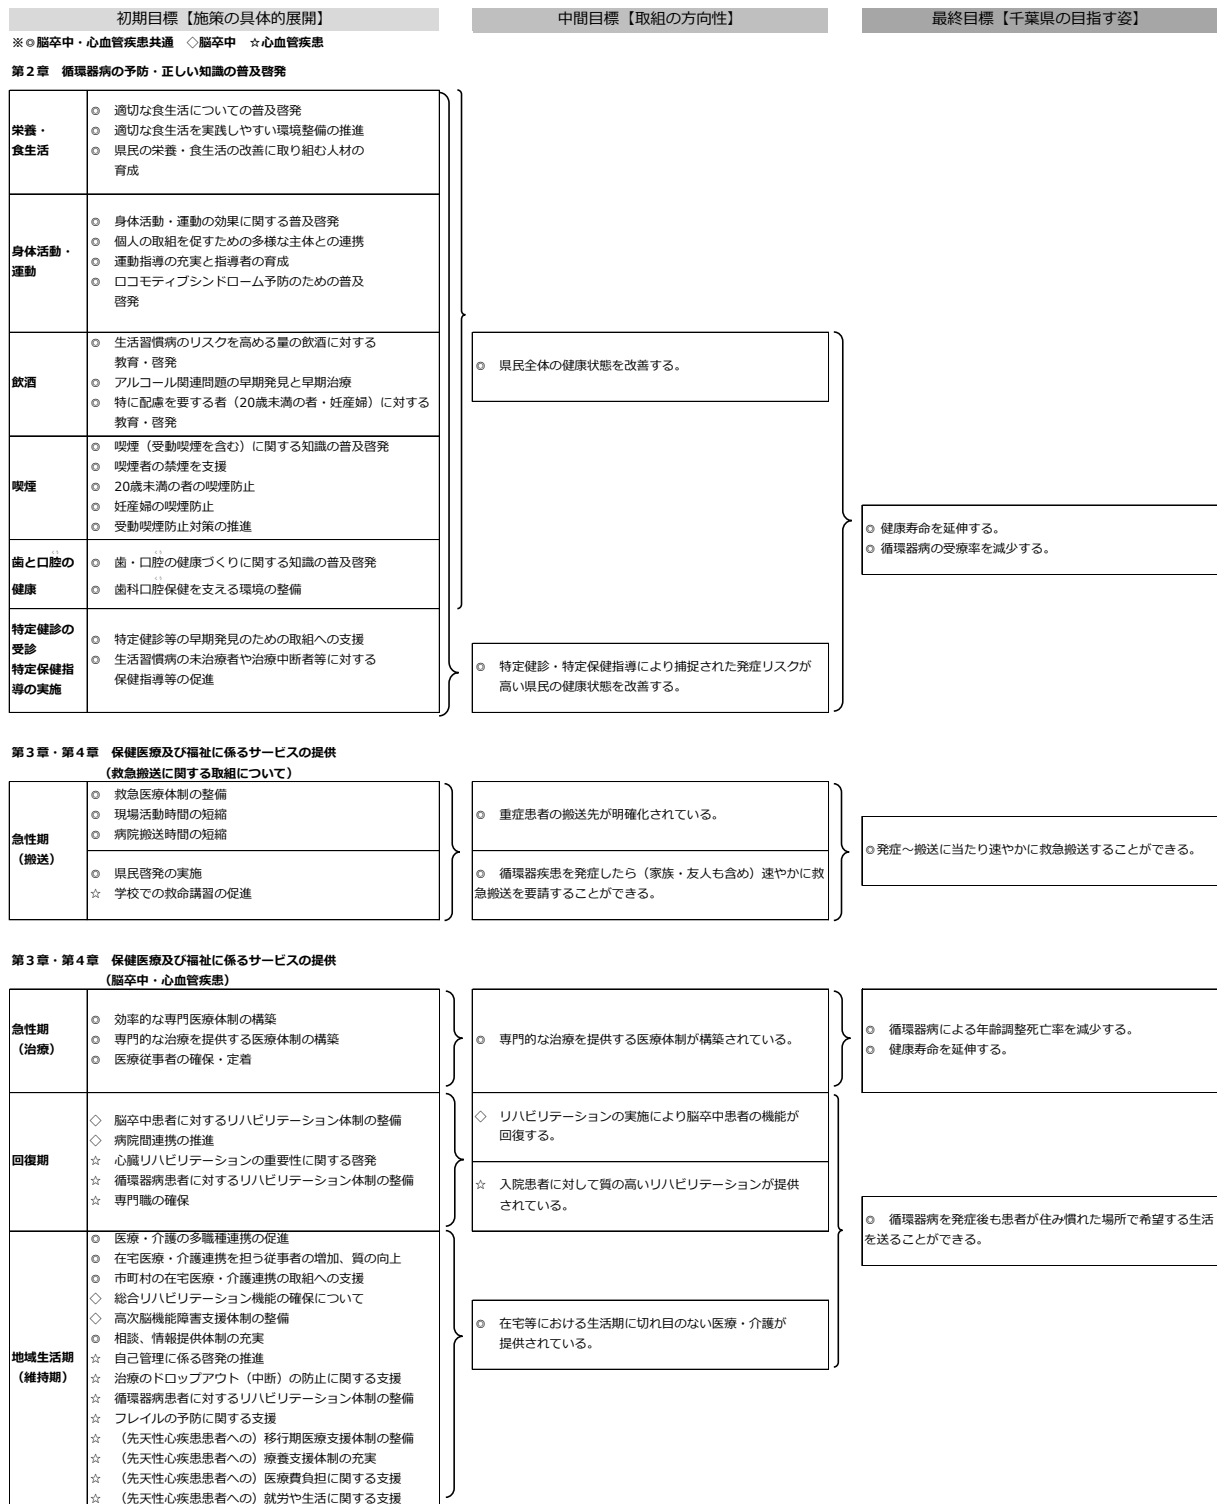 初期目標【施策の具体的展開】
中間目標【取組の方向性】
最終目標【千葉県の目指す姿】
※◎脳卒中・心血管疾患共通　◇脳卒中　☆心血管疾患
第２章　循環器病の予防・正しい知識の普及啓発
栄養・
食生活
◎　適切な食生活についての普及啓発
◎　適切な食生活を実践しやすい環境整備の推進
◎　県民の栄養・食生活の改善に取り組む人材の
育成
身体活動・
運動
◎　身体活動・運動の効果に関する普及啓発
◎　個人の取組を促すための多様な主体との連携
◎　運動指導の充実と指導者の育成
◎　ロコモティブシンドローム予防のための普及
啓発
飲酒
◎　生活習慣病のリスクを高める量の飲酒に対する
教育・啓発
◎　アルコール関連問題の早期発見と早期治療
◎　特に配慮を要する者（20歳未満の者・妊産婦）に対する
教育・啓発
喫煙
◎　喫煙（受動喫煙を含む）に関する知識の普及啓発
◎　喫煙者の禁煙を支援
◎　20歳未満の者の喫煙防止
◎　妊産婦の喫煙防止
◎　受動喫煙防止対策の推進
くう
歯と口腔の
健康
くう
◎　歯・口腔の健康づくりに関する知識の普及啓発
くう
◎　歯科口腔保健を支える環境の整備
特定健診の
受診
特定保健指
導の実施
◎　特定健診等の早期発見のための取組への支援
◎　生活習慣病の未治療者や治療中断者等に対する
保健指導等の促進
◎　県民全体の健康状態を改善する。
◎　特定健診・特定保健指導により捕捉された発症リスクが
高い県民の健康状態を改善する。
◎ 健康寿命を延伸する。
◎ 循環器病の受療率を減少する。
第３章・第４章　保健医療及び福祉に係るサービスの提供
（救急搬送に関する取組について）
急性期
（搬送）
◎　救急医療体制の整備
◎　現場活動時間の短縮
◎　病院搬送時間の短縮
◎　県民啓発の実施
☆　学校での救命講習の促進
◎　重症患者の搬送先が明確化されている。
◎　循環器疾患を発症したら（家族・友人も含め）速やかに救
急搬送を要請することができる。
◎発症～搬送に当たり速やかに救急搬送することができる。
第３章・第４章　保健医療及び福祉に係るサービスの提供
（脳卒中・心血管疾患）
急性期
（治療）
◎　効率的な専門医療体制の構築
◎　専門的な治療を提供する医療体制の構築
◎　医療従事者の確保・定着
◎　専門的な治療を提供する医療体制が構築されている。
◎　循環器病による年齢調整死亡率を減少する。
◎　健康寿命を延伸する。
回復期
◇　脳卒中患者に対するリハビリテーション体制の整備
◇　病院間連携の推進
☆　心臓リハビリテーションの重要性に関する啓発
☆　循環器病患者に対するリハビリテーション体制の整備
☆　専門職の確保
◇　リハビリテーションの実施により脳卒中患者の機能が
回復する。
☆　入院患者に対して質の高いリハビリテーションが提供
されている。
地域生活期
（維持期）
◎　医療・介護の多職種連携の促進
◎　在宅医療・介護連携を担う従事者の増加、質の向上
◎　市町村の在宅医療・介護連携の取組への支援
◇　総合リハビリテーション機能の確保について
◇　高次脳機能障害支援体制の整備
◎　相談、情報提供体制の充実
☆　自己管理に係る啓発の推進
☆　治療のドロップアウト（中断）の防止に関する支援
☆　循環器病患者に対するリハビリテーション体制の整備
☆　フレイルの予防に関する支援
☆　（先天性心疾患患者への）移行期医療支援体制の整備
☆　（先天性心疾患患者への）療養支援体制の充実
☆　（先天性心疾患患者への）医療費負担に関する支援
☆　（先天性心疾患患者への）就労や生活に関する支援
◎　在宅等における生活期に切れ目のない医療・介護が
提供されている。
◎　循環器病を発症後も患者が住み慣れた場所で希望する生活
を送ることができる。